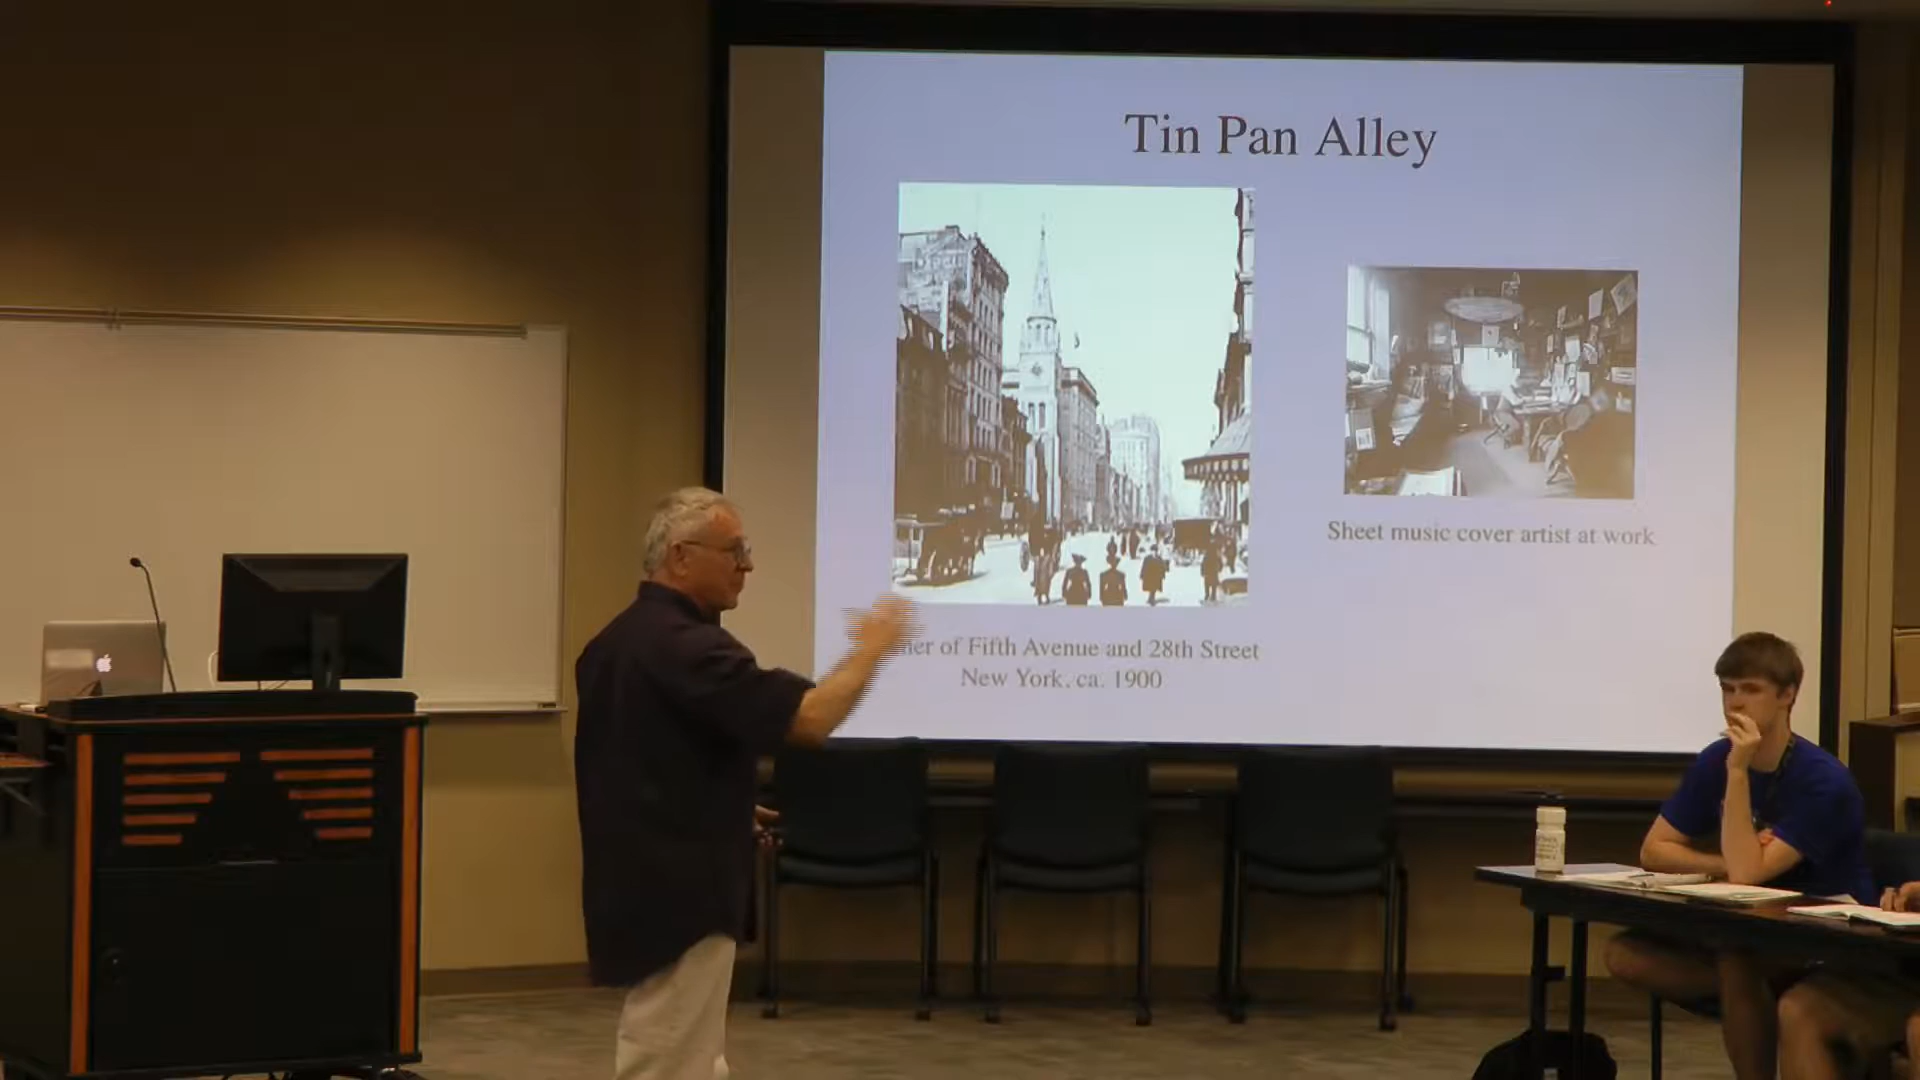 Tin Pan Alley
Sheet music cover artist at work
of Fifth Avenue and 28th Street
New York, ca. 1900